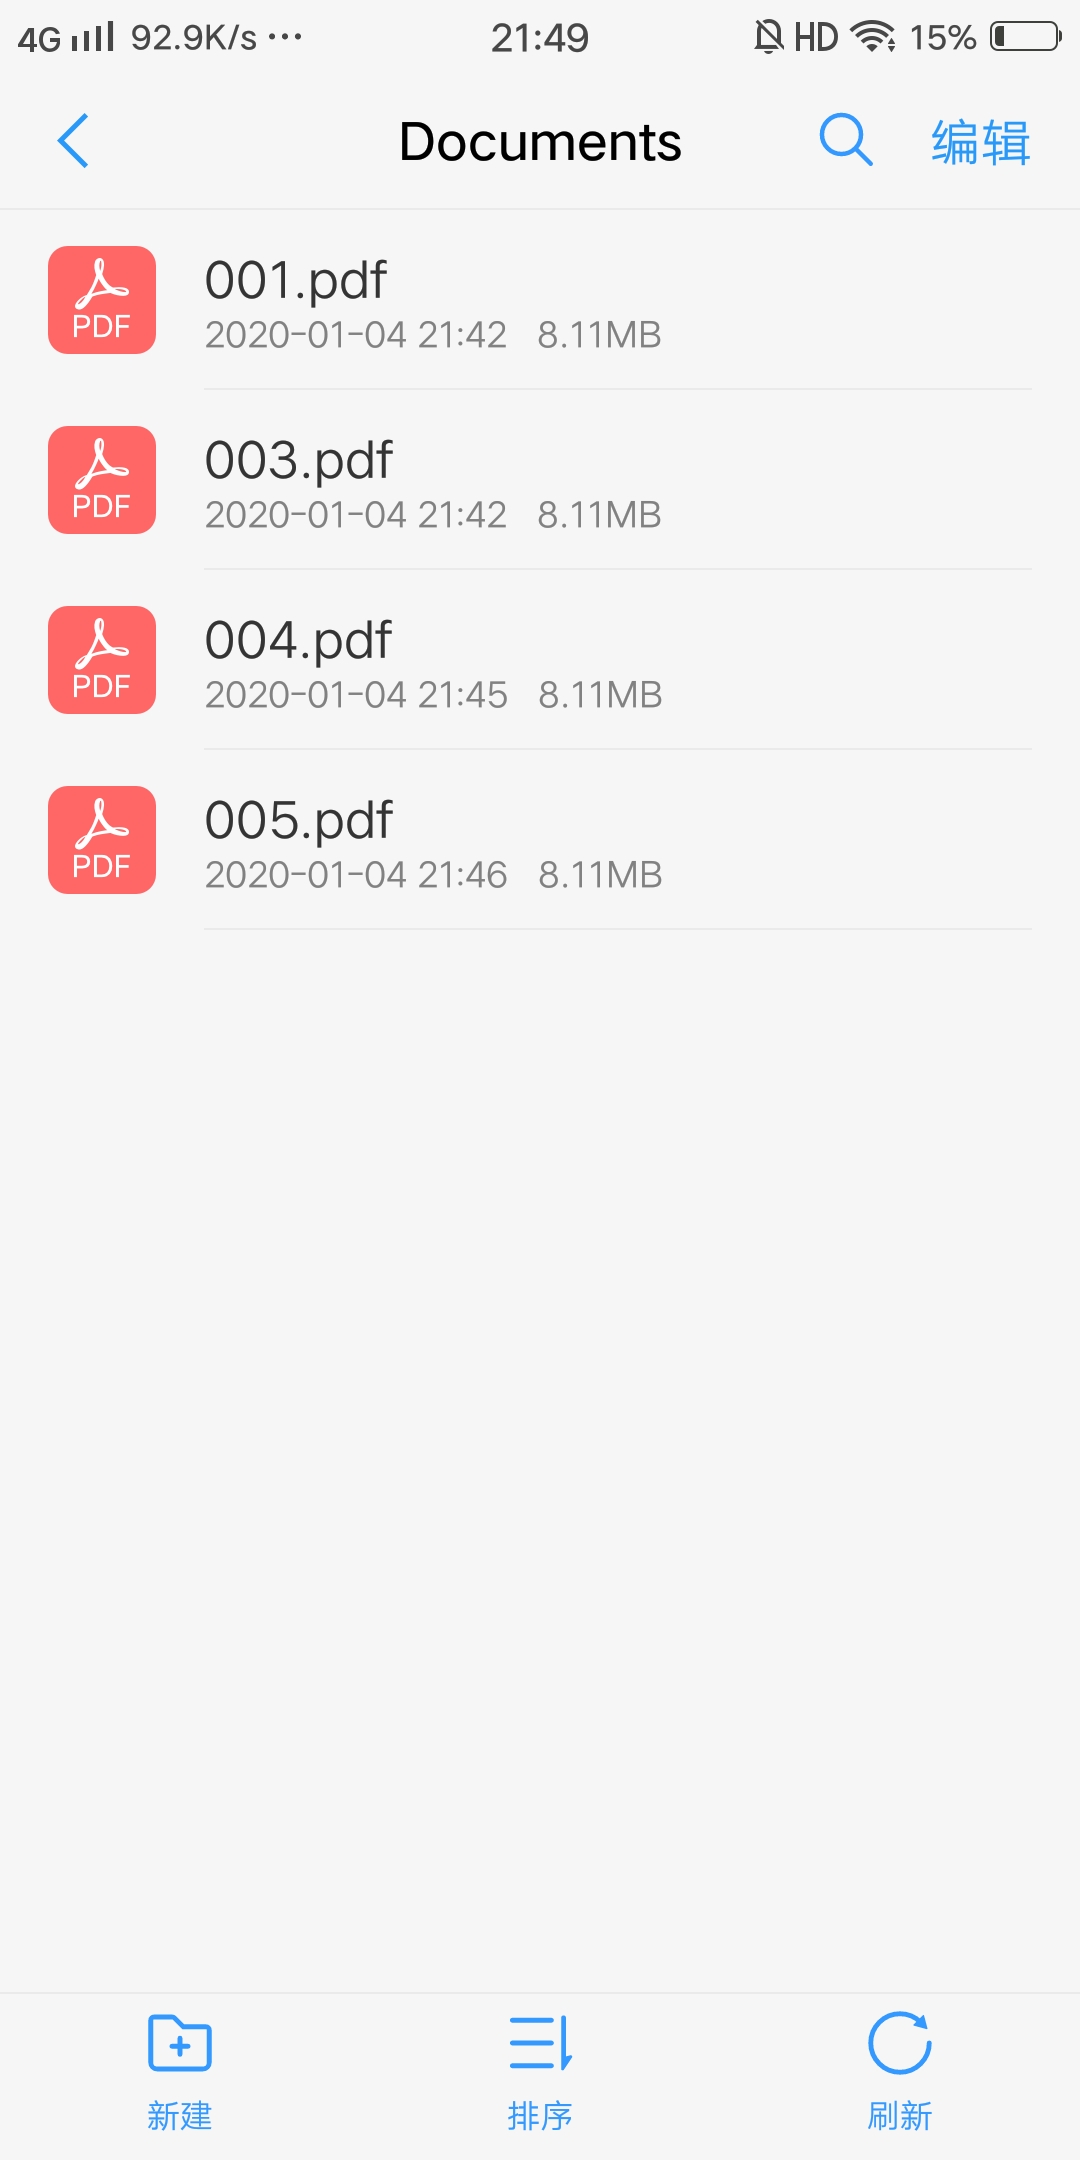 4G 92.9K/s ··· 21:49 HD 15%
Documents 编辑
PDF 001.pdf
2020-01-04 21:42 8.11MB
PDF 003.pdf
2020-01-04 21:42 8.11MB
PDF 004.pdf
2020-01-04 21:45 8.11MB
PDF 005.pdf
2020-01-04 21:46 8.11MB
新建 排序 刷新